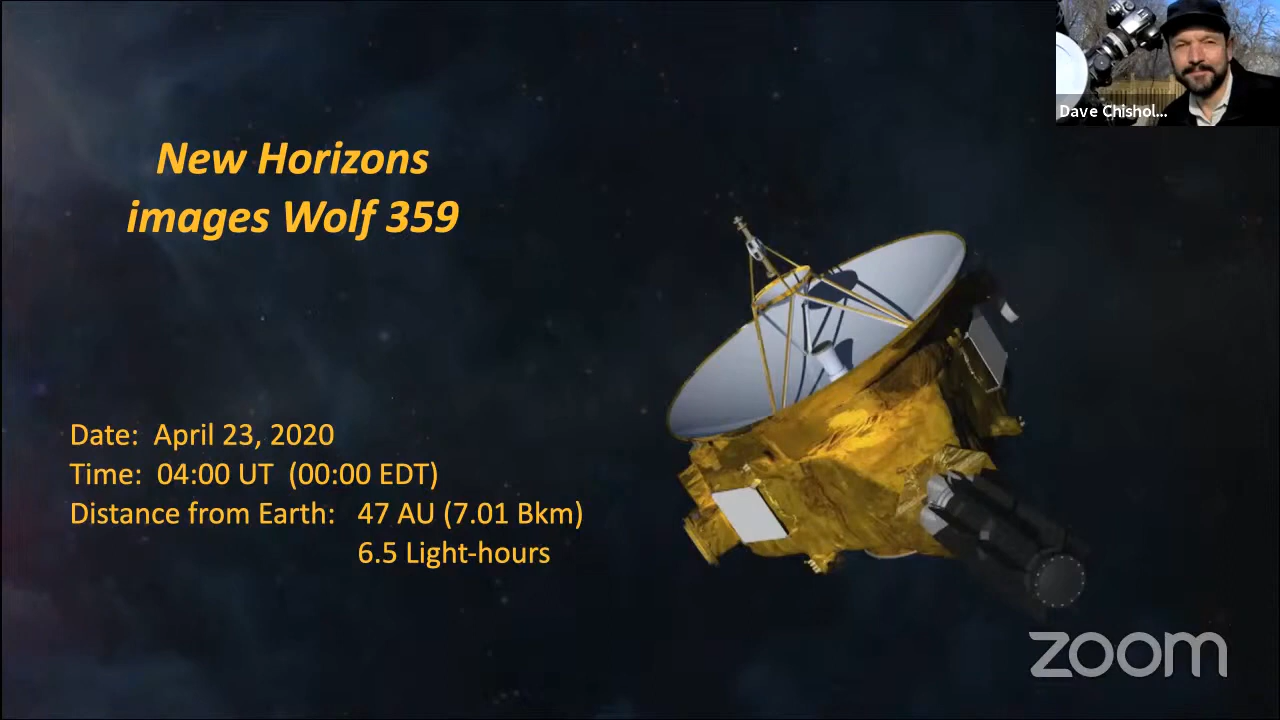 Dave Chishol...
New Horizons
images Wolf 359
Date: April 23, 2020
Time: 04:00 UT (00:00 EDT)
Distance from Earth: 47 AU (7.01 Bkm)
6.5 Light-hours
zoom